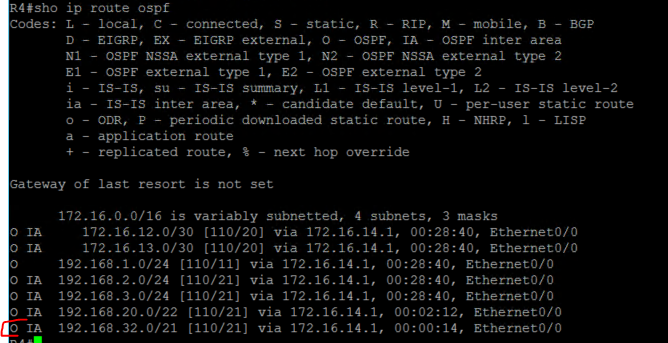 R4#sho ip route ospf
Codes: L - local, C - connected, S - static, R - RIP, M - mobile, B - BGP
D - EIGRP, EX - EIGRP external, O - OSPF, IA - OSPF inter area
N1 - OSPF NSSA external type 1, N2 - OSPF NSSA external type 2
E1 - OSPF external type 1, E2 - OSPF external type 2
i - IS-IS, su - IS-IS summary, L1 - IS-IS level-1, L2 - IS-IS level-2
ia - IS-IS inter area, * - candidate default, U - per-user static route
o - ODR, P - periodic downloaded static route, H - NHRP, l - LISP
a - application route
+ - replicated route, % - next hop override
Gateway of last resort is not set
172.16.0.0/16 is variably subnetted, 4 subnets, 3 masks
O IA 172.16.12.0/30 [110/20] via 172.16.14.1, 00:28:40, Ethernet0/0
O IA 172.16.13.0/30 [110/20] via 172.16.14.1, 00:28:40, Ethernet0/0
O 192.168.1.0/24 [110/11] via 172.16.14.1, 00:28:40, Ethernet0/0
O IA 192.168.2.0/24 [110/21] via 172.16.14.1, 00:28:40, Ethernet0/0
O IA 192.168.3.0/24 [110/21] via 172.16.14.1, 00:28:40, Ethernet0/0
O IA 192.168.20.0/22 [110/21] via 172.16.14.1, 00:02:12, Ethernet0/0
O IA 192.168.32.0/21 [110/21] via 172.16.14.1, 00:00:14, Ethernet0/0
R4#